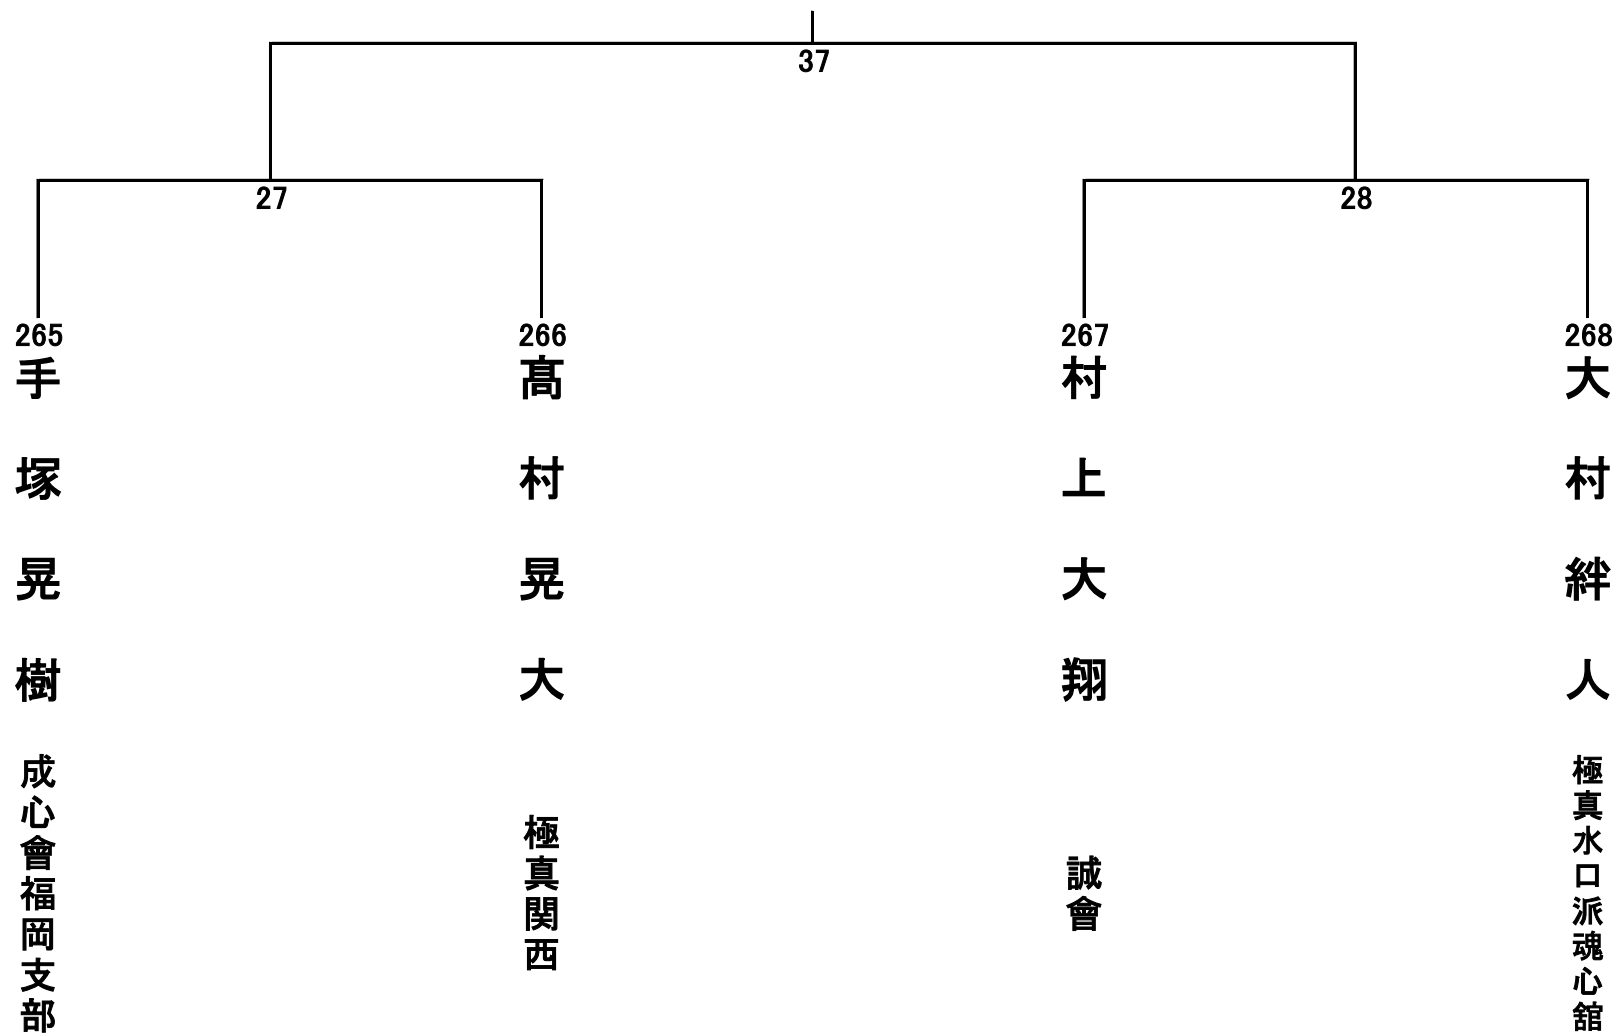 37
27
28
265
手塚晃樹
成心會福岡支部
266
髙村晃大
極真関西
267
村上大翔
誠會
268
大村絆人
極真水口派魂心舘